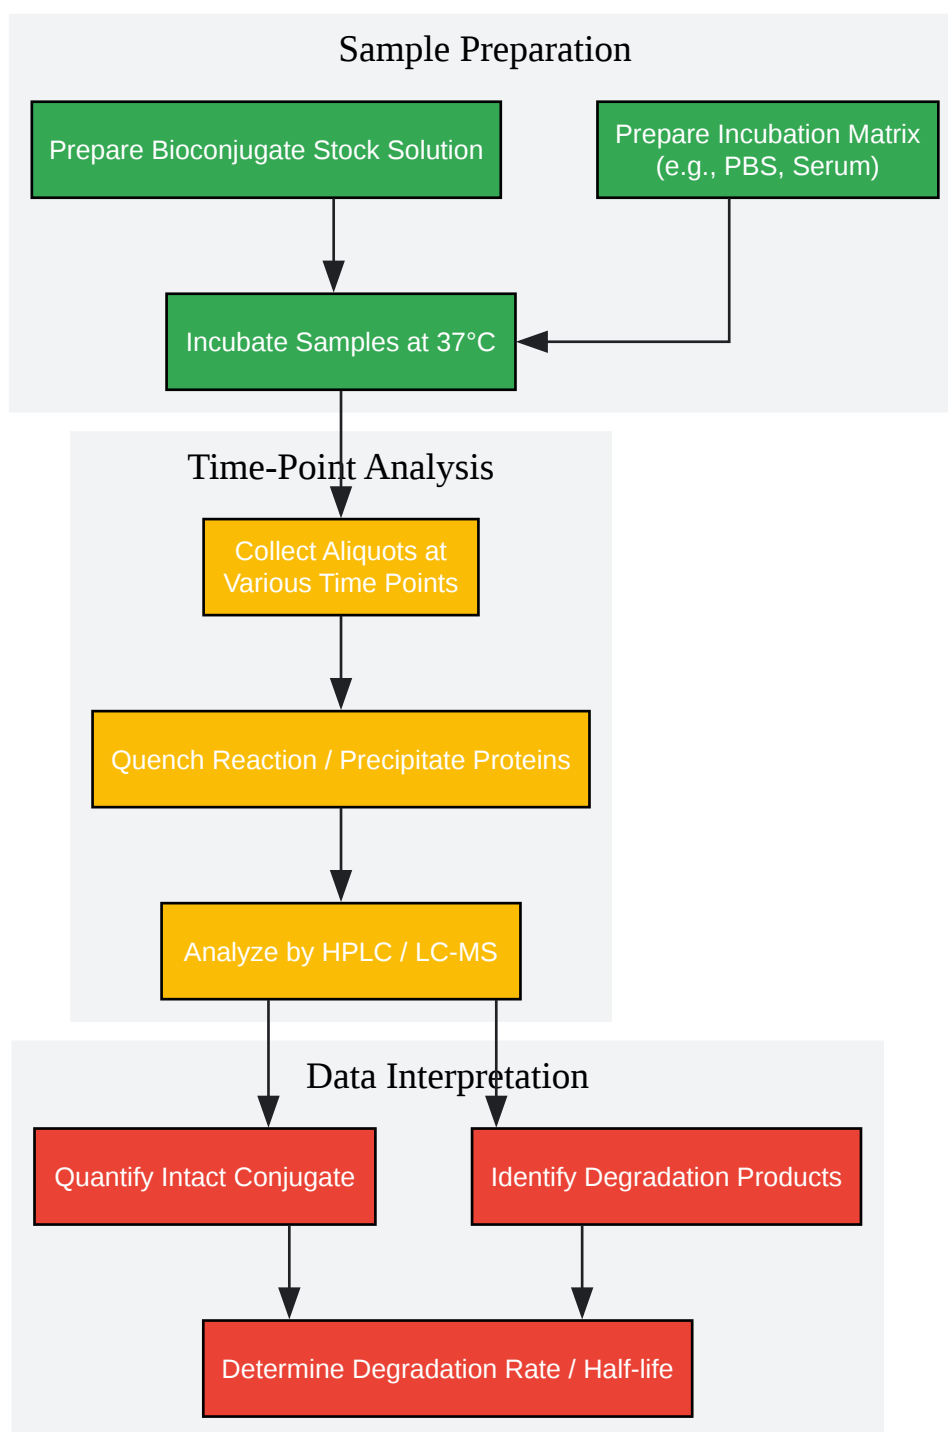 Sample Preparation
Prepare Bioconjugate Stock Solution
Prepare Incubation Matrix
(e.g., PBS, Serum)
Incubate Samples at 37°C
Time-Point Analysis
Collect Aliquots at
Various Time Points
Quench Reaction / Precipitate Proteins
Analyze by HPLC / LC-MS
Data Interpretation
Quantify Intact Conjugate
Identify Degradation Products
Determine Degradation Rate / Half-life